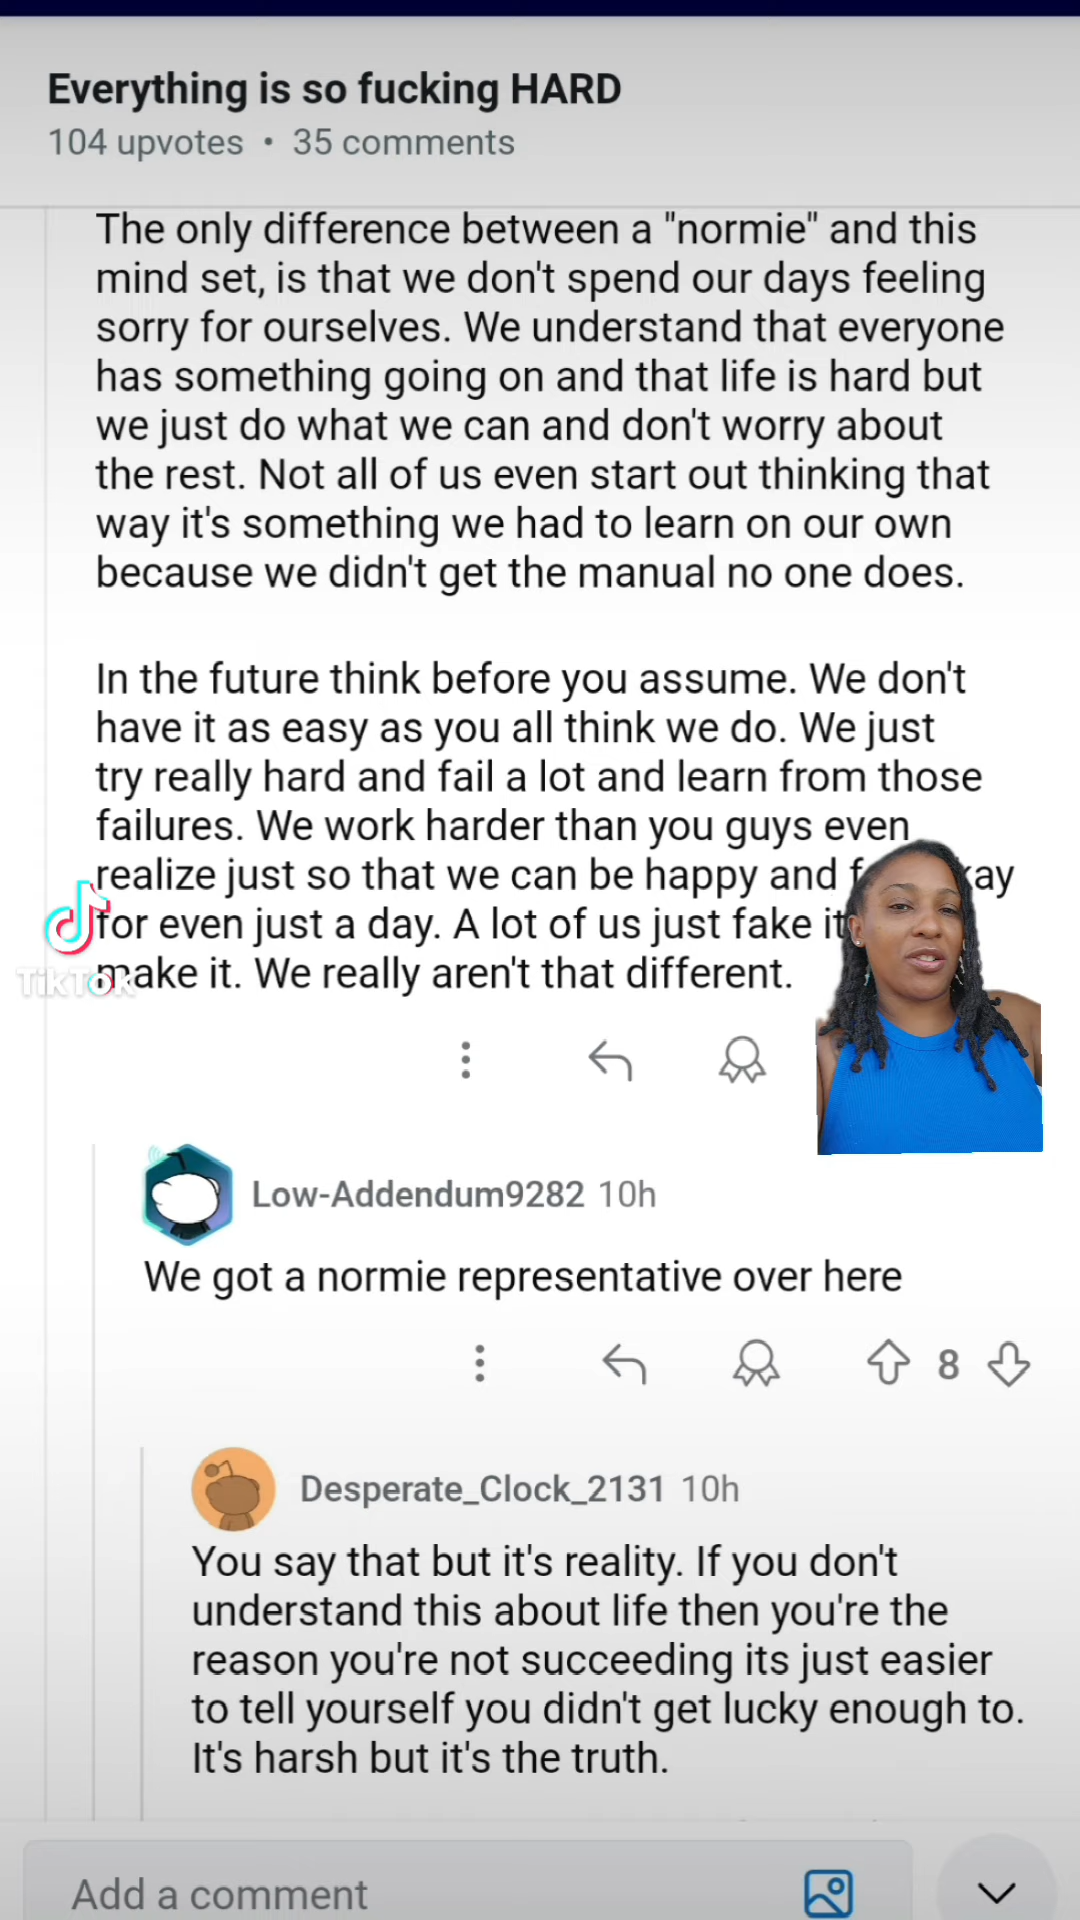 Everything is so fucking HARD
104 upvotes • 35 comments
The only difference between a "normie" and this
mind set, is that we don't spend our days feeling
sorry for ourselves. We understand that everyone
has something going on and that life is hard but
we just do what we can and don't worry about
the rest. Not all of us even start out thinking that
way it's something we had to learn on our own
because we didn't get the manual no one does.
In the future think before you assume. We don't
have it as easy as you all think we do. We just
try really hard and fail a lot and learn from those
failures. We work harder than you guys even
realize just so that we can be happy and
for even just a day. A lot of us just fake it
make it. We really aren't that different.
TikTok
Low-Addendum9282 10h
We got a normie representative over here
8
Desperate_Clock_2131 10h
You say that but it's reality. If you don't
understand this about life then you're the
reason you're not succeeding its just easier
to tell yourself you didn't get lucky enough to.
It's harsh but it's the truth.
Add a comment